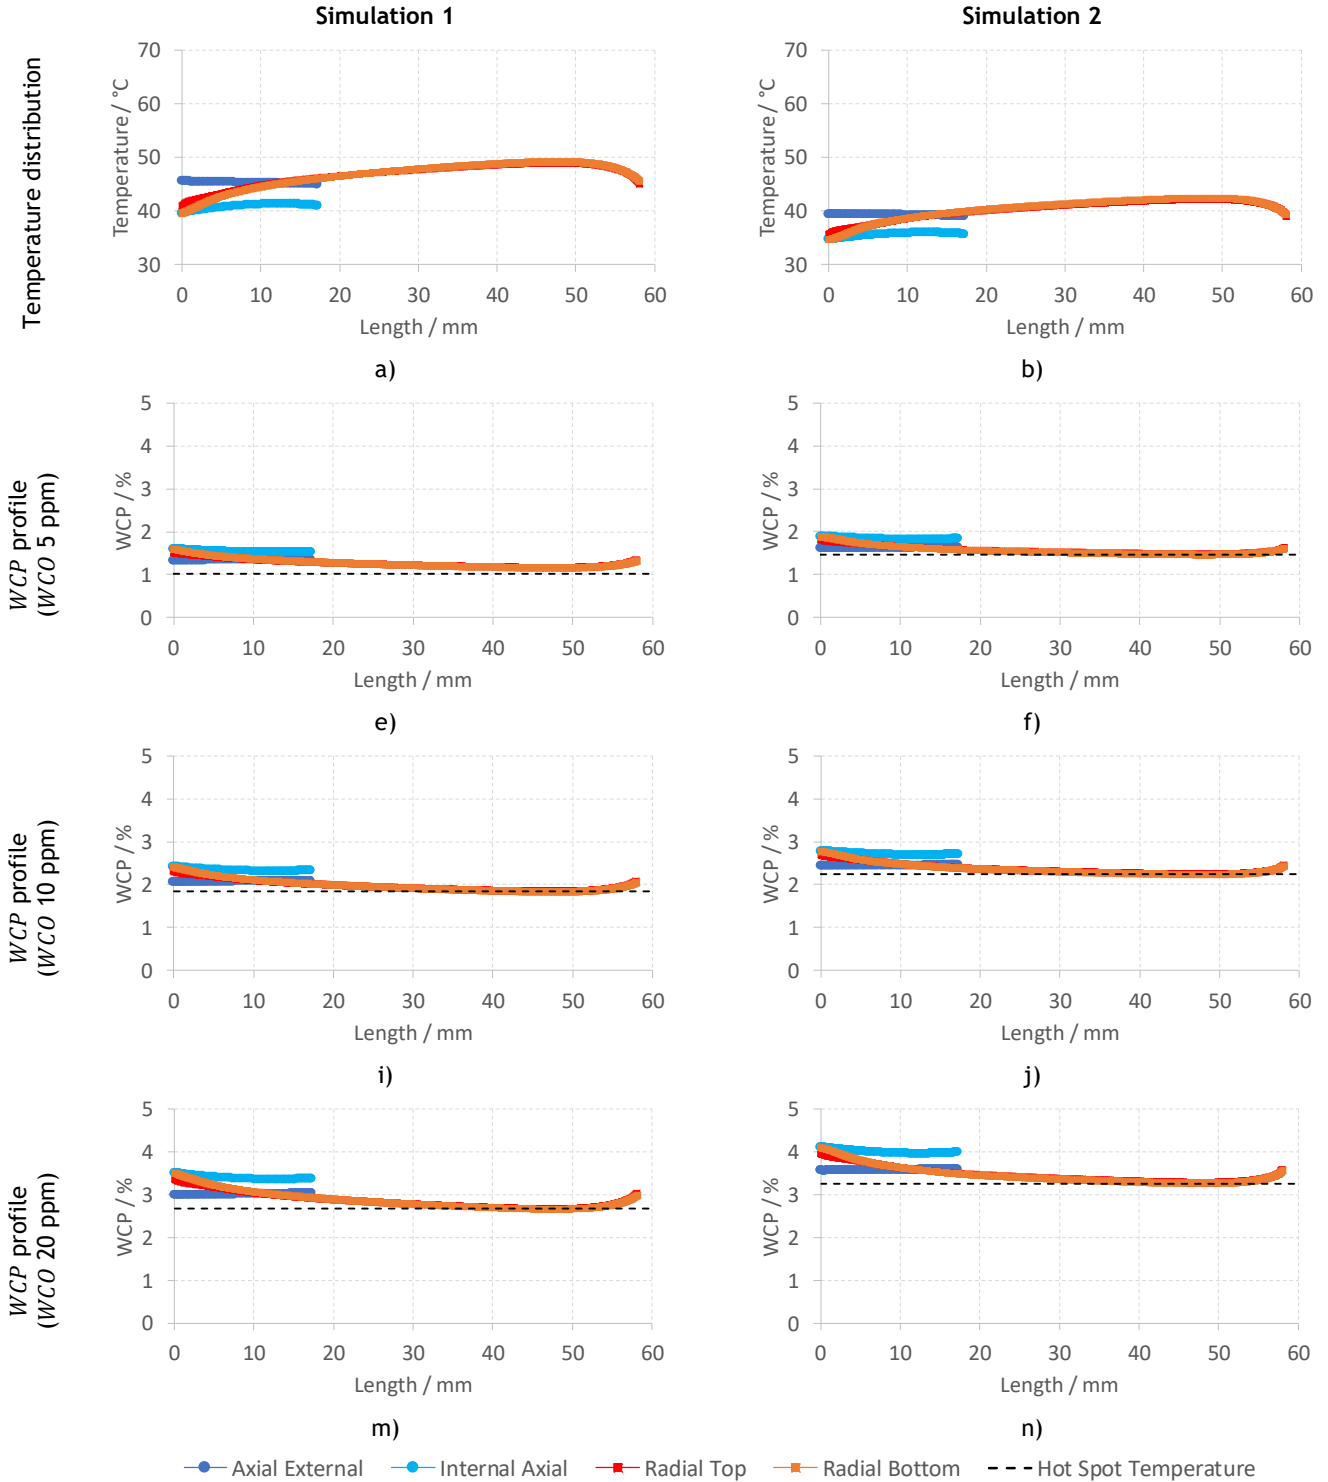 Simulation 1
Simulation 2
Temperature distribution
Temperature / °C
70
60
50
40
30
0 10 20 30 40 50 60
Length / mm
a)
Temperature / °C
70
60
50
40
30
0 10 20 30 40 50 60
Length / mm
b)
WCP profile
(WCO 5 ppm)
WCP / %
5
4
3
2
1
0
0 10 20 30 40 50 60
Length / mm
e)
WCP / %
5
4
3
2
1
0
0 10 20 30 40 50 60
Length / mm
f)
WCP profile
(WCO 10 ppm)
WCP / %
5
4
3
2
1
0
0 10 20 30 40 50 60
Length / mm
i)
WCP / %
5
4
3
2
1
0
0 10 20 30 40 50 60
Length / mm
j)
WCP profile
(WCO 20 ppm)
WCP / %
5
4
3
2
1
0
0 10 20 30 40 50 60
Length / mm
m)
WCP / %
5
4
3
2
1
0
0 10 20 30 40 50 60
Length / mm
n)
Axial External Internal Axial Radial Top Radial Bottom Hot Spot Temperature